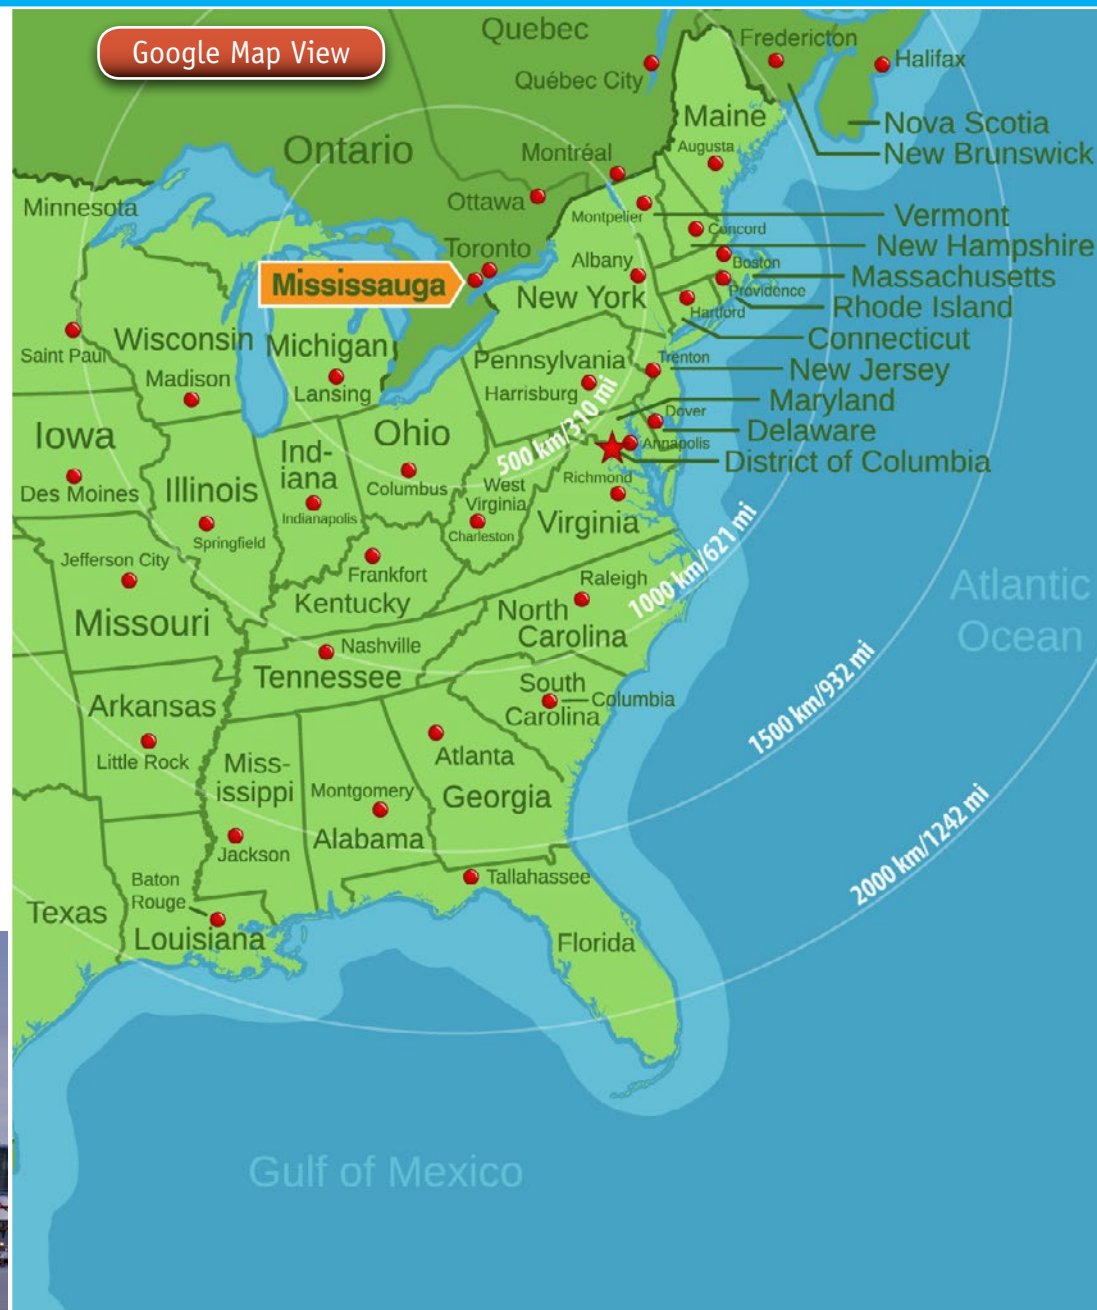 Google Map View
Quebec
Fredericton
Halifax
Québec City
Maine
Nova Scotia
Ontario
Augusta
Montréal
New Brunswick
Minnesota
Ottawa
Montpelier
Vermont
Concord
New Hampshire
Toronto
Albany
Boston
Massachusetts
Mississauga
New York
Providence
Rhode Island
Hartford
Connecticut
Saint Paul
Wisconsin
Michigan
Pennsylvania
Trenton
New Jersey
Madison
Lansing
Harrisburg
Maryland
500 km/310 mi
Dover
Delaware
Iowa
Ohio
Annapolis
Ind-
iana
District of Columbia
Des Moines
Illinois
Columbus
West
Virginia
Richmond
Indianapolis
Virginia
Springfield
Charleston
1000 km/621 mi
Jefferson City
Frankfort
Raleigh
Atlantic
Ocean
Missouri
Kentucky
North
Carolina
Nashville
Tennessee
South
Carolina
Columbia
1500 km/932 mi
Arkansas
Little Rock
Atlanta
Miss-
issippi
Montgomery
Georgia
2000 km/1242 mi
Alabama
Jackson
Baton
Rouge
Tallahassee
Texas
Louisiana
Florida
Gulf of Mexico